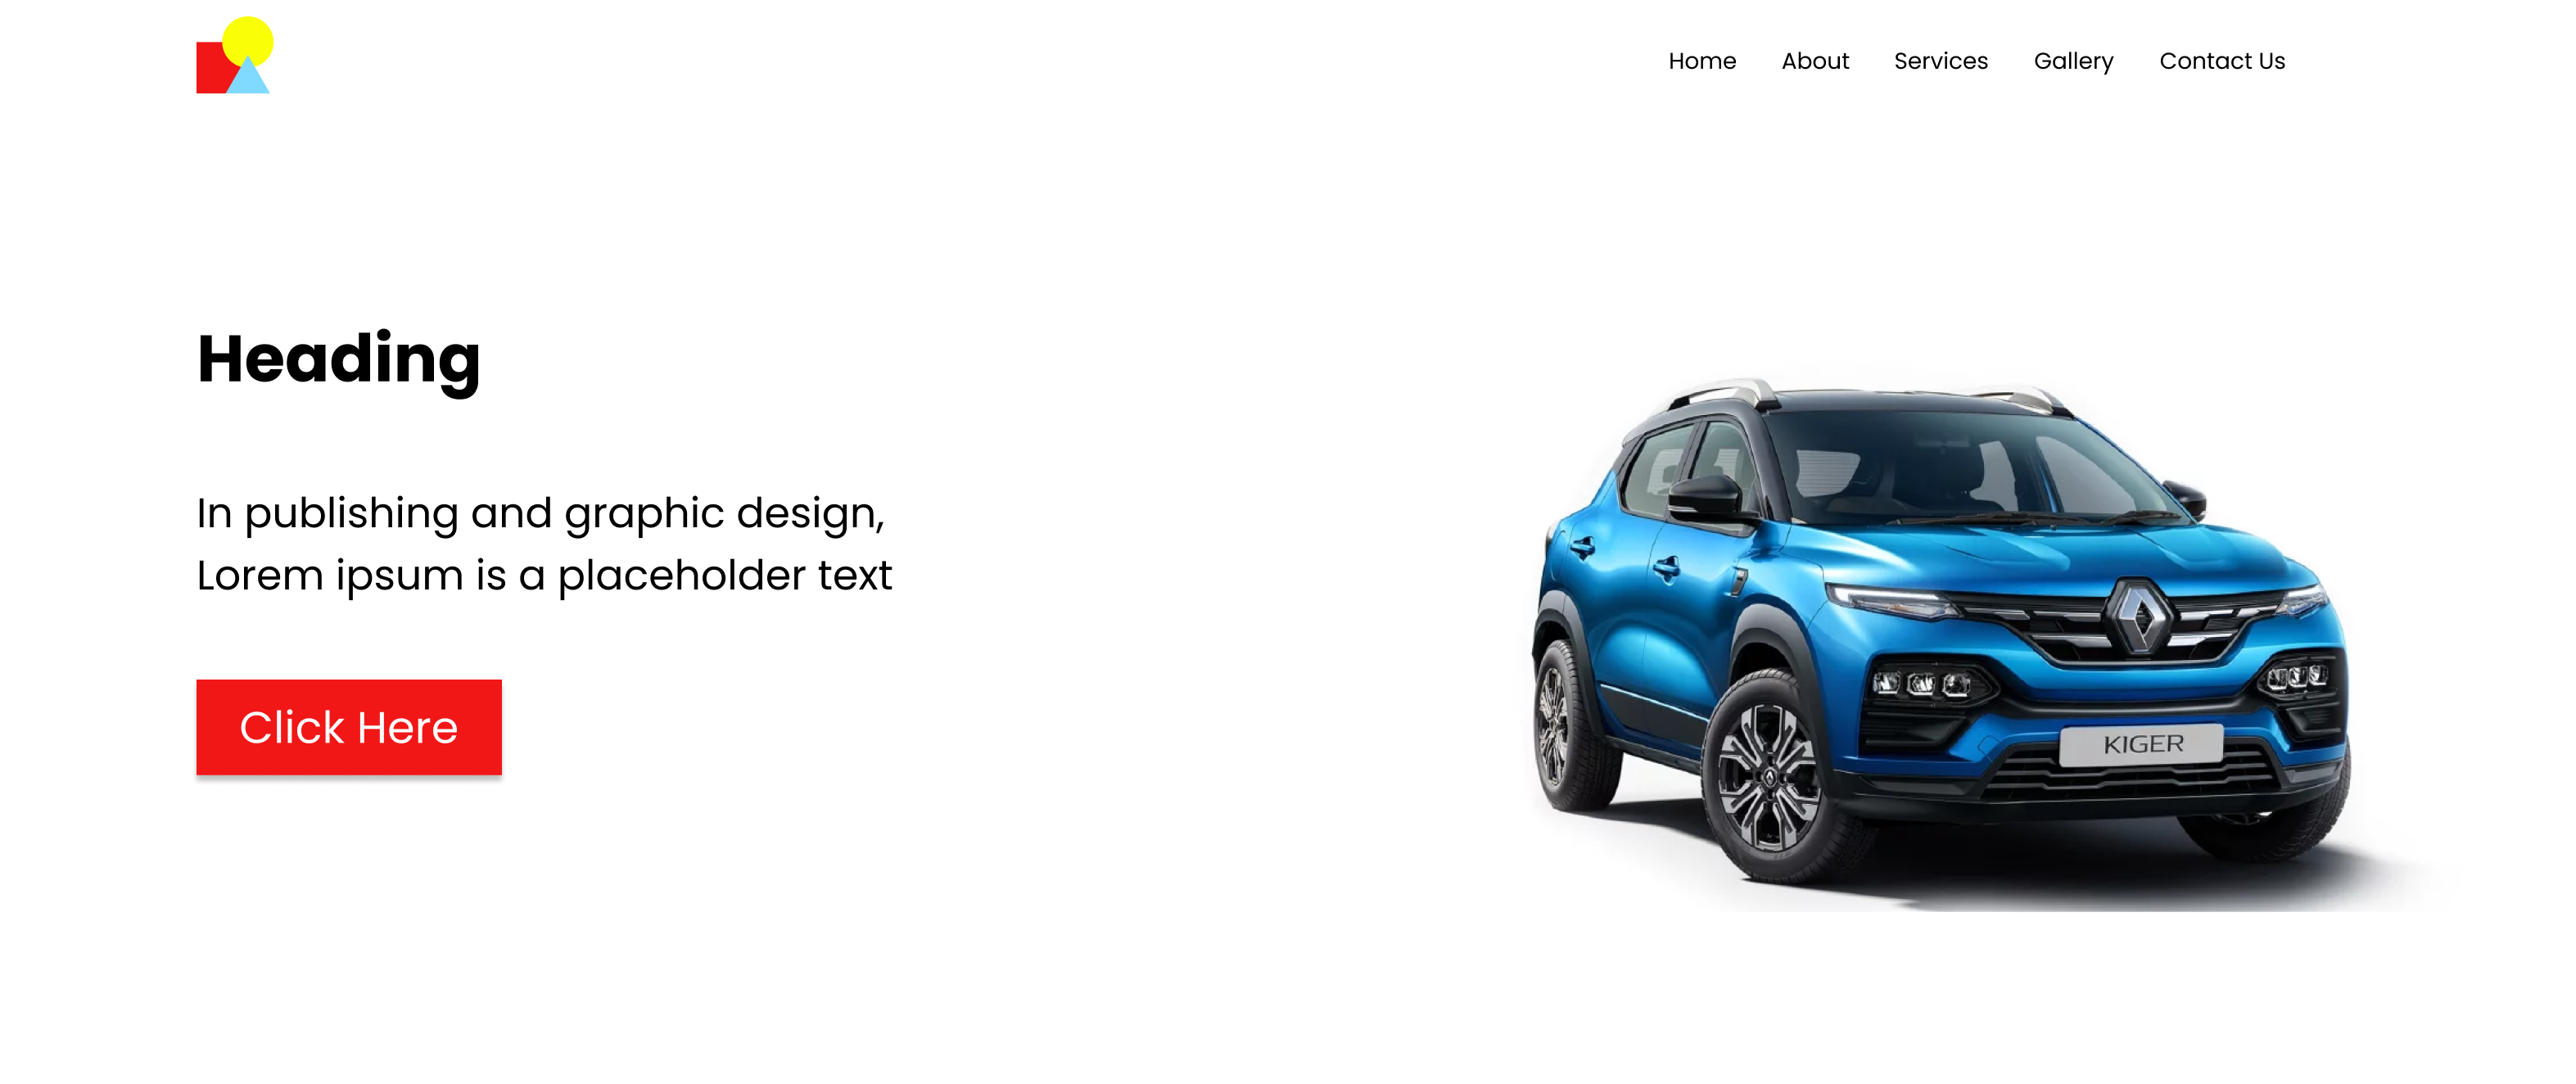 Home About Services Gallery Contact Us
Heading
In publishing and graphic design,
Lorem ipsum is a placeholder text
Click Here
KIGER